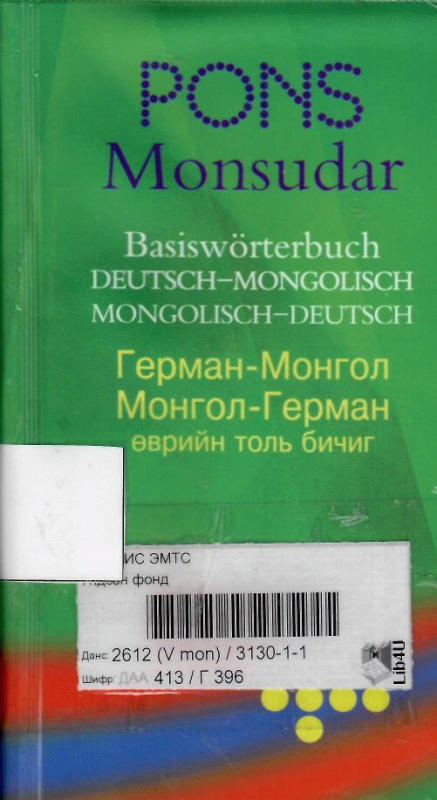 PONS
Monsudar
Basiswörterbuch
DEUTSCH–MONGOLISCH
MONGOLISCH–DEUTSCH
Герман-Монгол
Монгол-Герман
өврийн толь бичиг
ИС ЭМТС
фонд
Данс: 2612 (V mon) / 3130-1-1
Шифр: ДАА 413 / Г 396
Lib4U